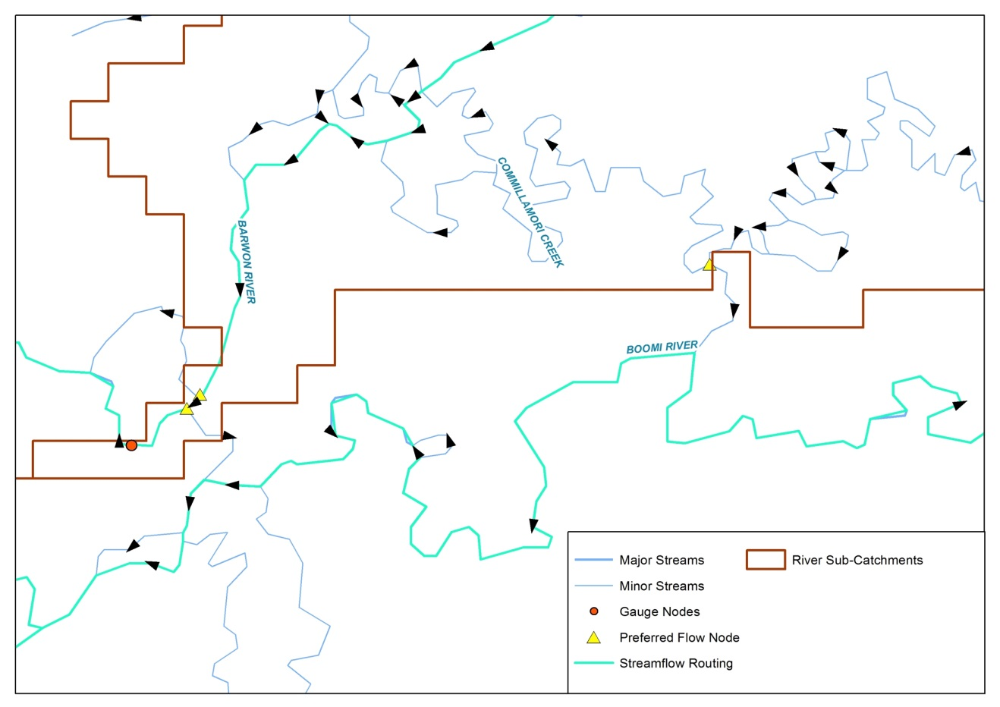 COMMILLAMORI CREEK
BARWON RIVER
BOOMI RIVER
Major Streams
River Sub-Catchments
Minor Streams
Gauge Nodes
Preferred Flow Node
Streamflow Routing